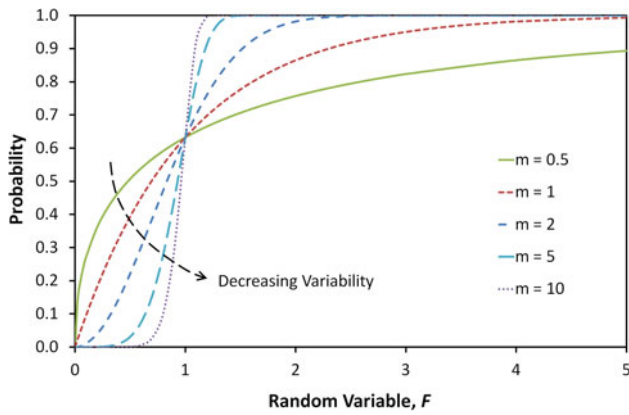 1.0
0.9
0.8
0.7
0.6
0.5
0.4
0.3
0.2
0.1
0.0
Probability
m = 0.5
m = 1
m = 2
m = 5
m = 10
Decreasing Variability
0 1 2 3 4 5
Random Variable, F